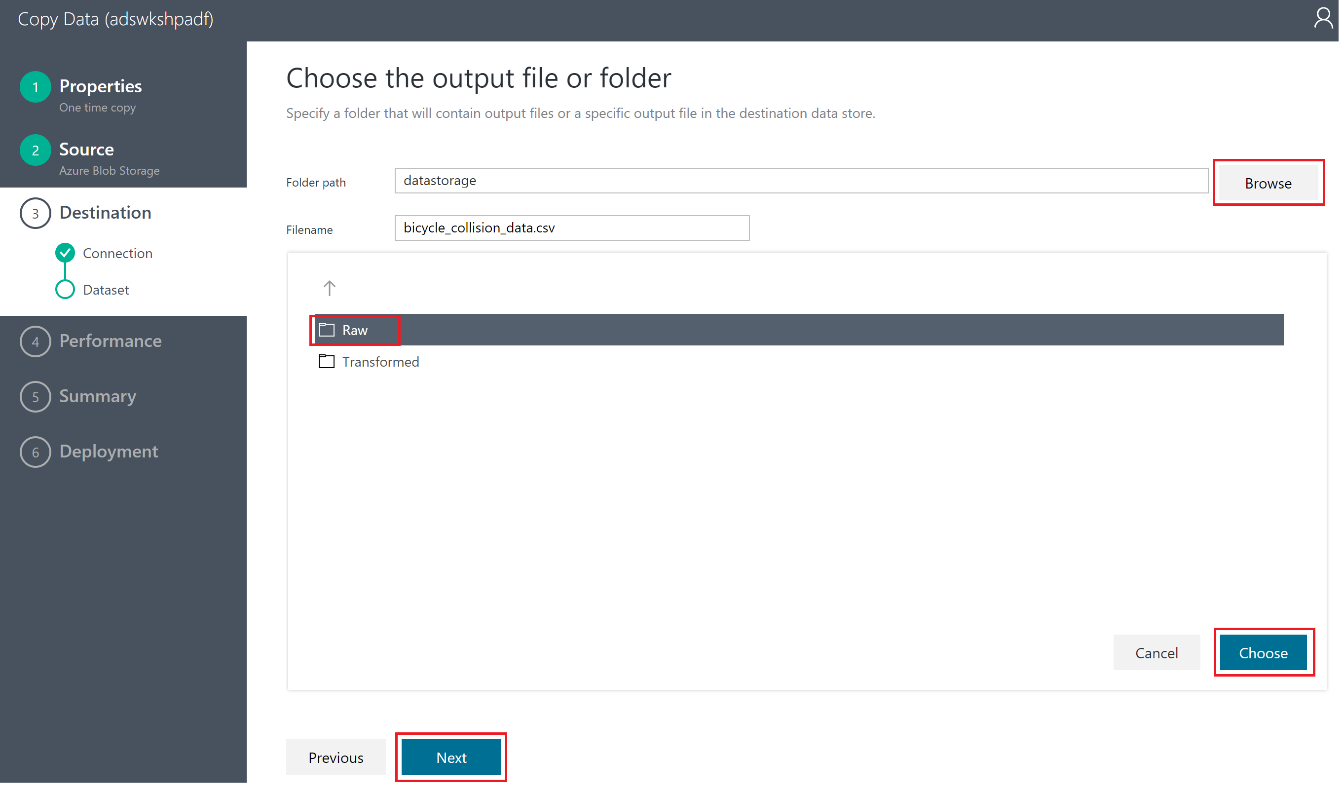 Copy Data (adswkshpadf)
1 Properties
One time copy
2 Source
Azure Blob Storage
3 Destination
Connection
Dataset
4 Performance
5 Summary
6 Deployment
Choose the output file or folder
Specify a folder that will contain output files or a specific output file in the destination data store.
Folder path datastorage Browse
Filename bicycle_collision_data.csv
Raw
Transformed
Cancel Choose
Previous Next